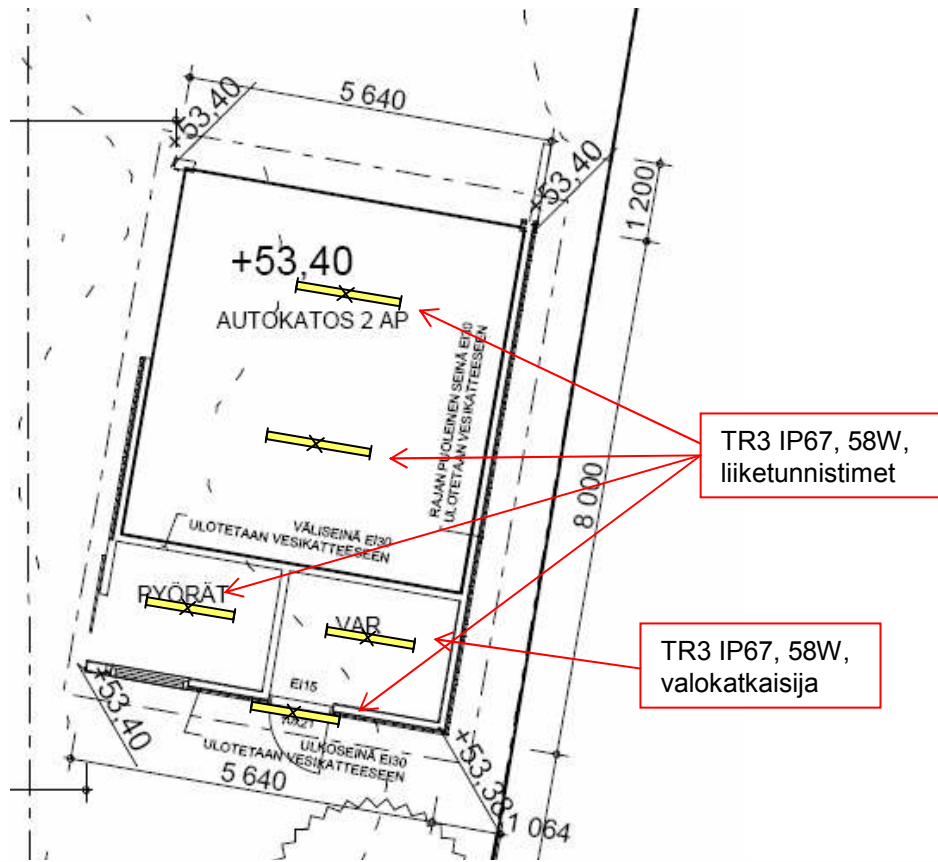 5 640
+53,40
+53,40
1 200
+53,40
AUTOKATOS 2 AP
RAJAN PUOLEINEN SEINÄ EI30
ULOTETAAN VESIKATTEESEEN
TR3 IP67, 58W,
liiketunnistimet
8 000
VÄLISEINÄ EI30
ULOTETAAN VESIKATTEESEEN
PYÖRÄT
VAR
TR3 IP67, 58W,
valokatkaisija
EI15
10x21
+53,40
ULKOSEINÄ EI30
ULOTETAAN VESIKATTEESEEN
+53,38
5 640
1 064